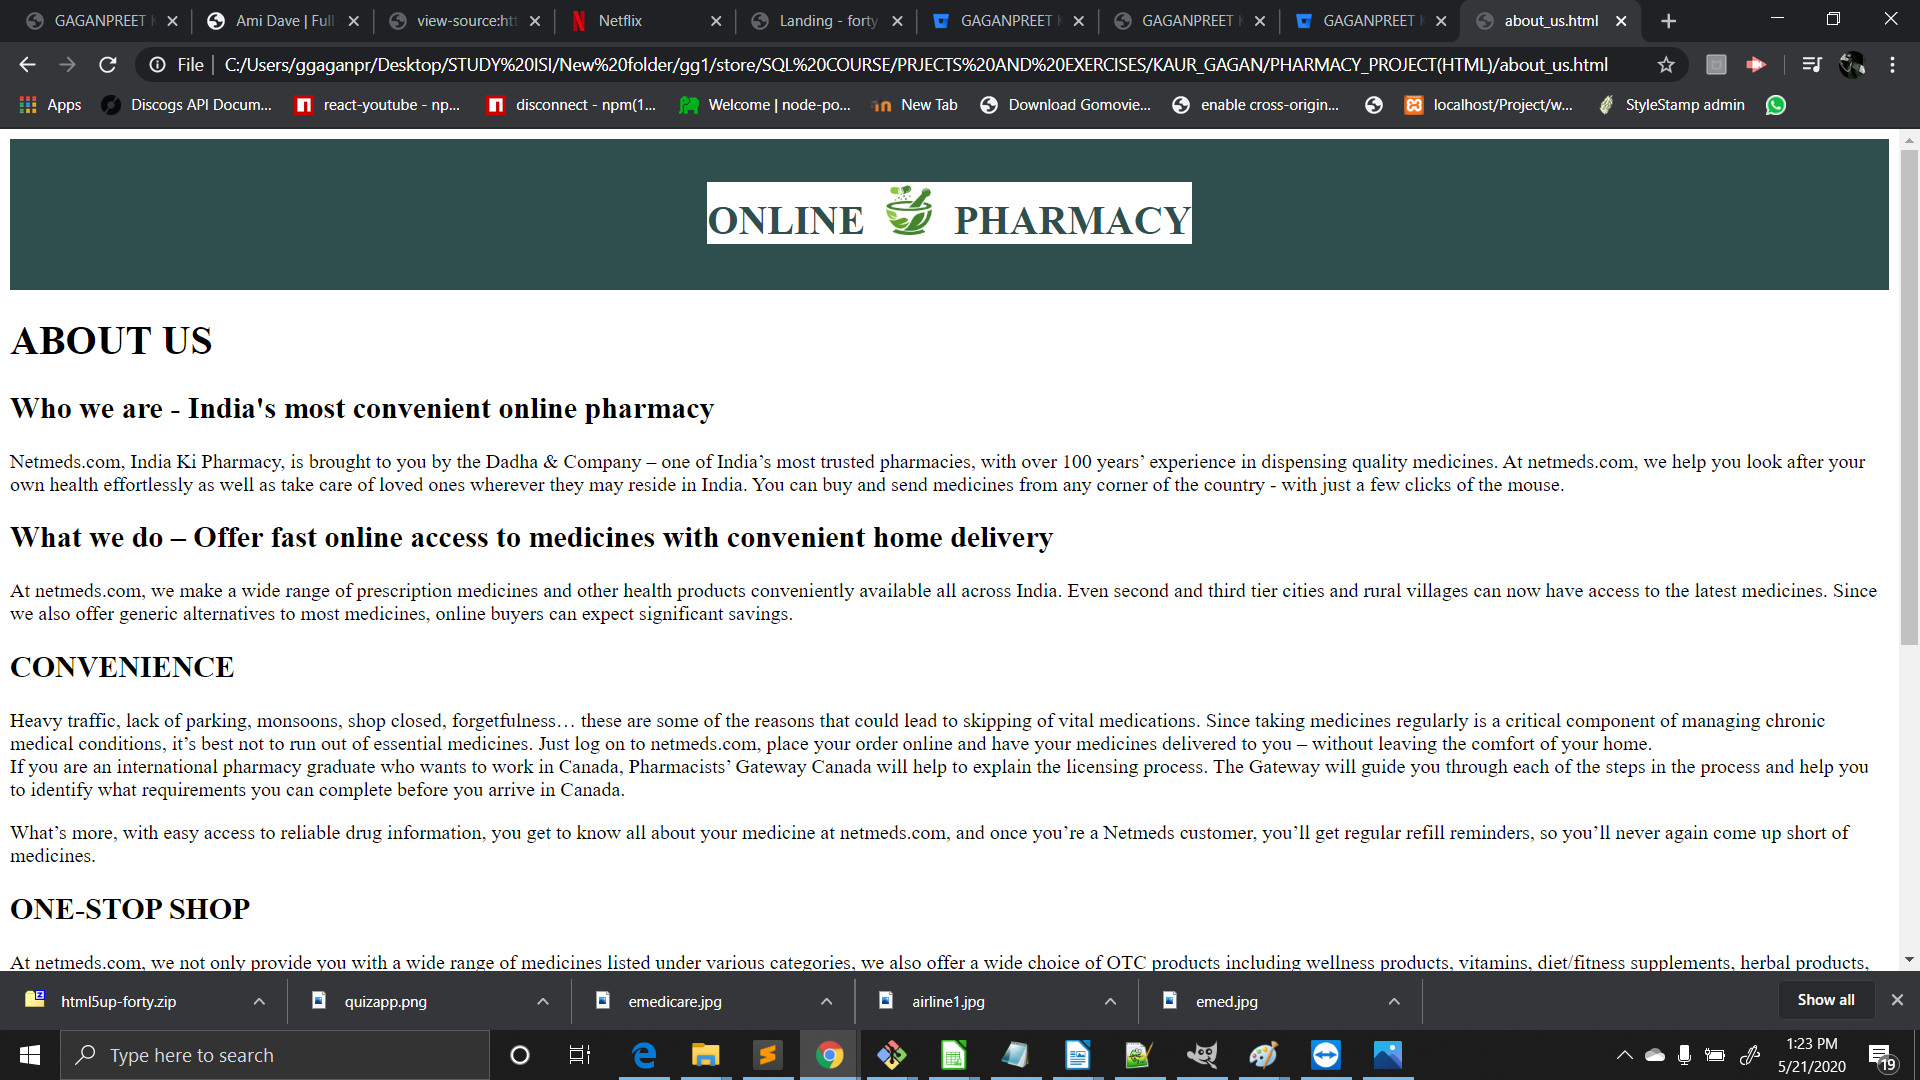 GAGANPREET K
Ami Dave | Full
view-source:htt
Netflix
Landing - forty
GAGANPREET K
GAGANPREET K
GAGANPREET K
about_us.html
File
C:/Users/ggaganpr/Desktop/STUDY%20ISI/New%20folder/gg1/store/SQL%20COURSE/PRJECTS%20AND%20EXERCISES/KAUR_GAGAN/PHARMACY_PROJECT(HTML)/about_us.html
Apps
Discogs API Docum...
react-youtube - np...
disconnect - npm(1...
Welcome | node-po...
New Tab
Download Gomovie...
enable cross-origin...
localhost/Project/w...
StyleStamp admin
ONLINE PHARMACY
ABOUT US
Who we are - India's most convenient online pharmacy
Netmeds.com, India Ki Pharmacy, is brought to you by the Dadha & Company – one of India’s most trusted pharmacies, with over 100 years’ experience in dispensing quality medicines. At netmeds.com, we help you look after your
own health effortlessly as well as take care of loved ones wherever they may reside in India. You can buy and send medicines from any corner of the country - with just a few clicks of the mouse.
What we do – Offer fast online access to medicines with convenient home delivery
At netmeds.com, we make a wide range of prescription medicines and other health products conveniently available all across India. Even second and third tier cities and rural villages can now have access to the latest medicines. Since
we also offer generic alternatives to most medicines, online buyers can expect significant savings.
CONVENIENCE
Heavy traffic, lack of parking, monsoons, shop closed, forgetfulness… these are some of the reasons that could lead to skipping of vital medications. Since taking medicines regularly is a critical component of managing chronic
medical conditions, it’s best not to run out of essential medicines. Just log on to netmeds.com, place your order online and have your medicines delivered to you – without leaving the comfort of your home.
If you are an international pharmacy graduate who wants to work in Canada, Pharmacists’ Gateway Canada will help to explain the licensing process. The Gateway will guide you through each of the steps in the process and help you
to identify what requirements you can complete before you arrive in Canada.
What’s more, with easy access to reliable drug information, you get to know all about your medicine at netmeds.com, and once you’re a Netmeds customer, you’ll get regular refill reminders, so you’ll never again come up short of
medicines.
ONE-STOP SHOP
At netmeds.com, we not only provide you with a wide range of medicines listed under various categories, we also offer a wide choice of OTC products including wellness products, vitamins, diet/fitness supplements, herbal products,
html5up-forty.zip
quizapp.png
emedicare.jpg
airline1.jpg
emed.jpg
Show all
Type here to search
1:23 PM
5/21/2020
19